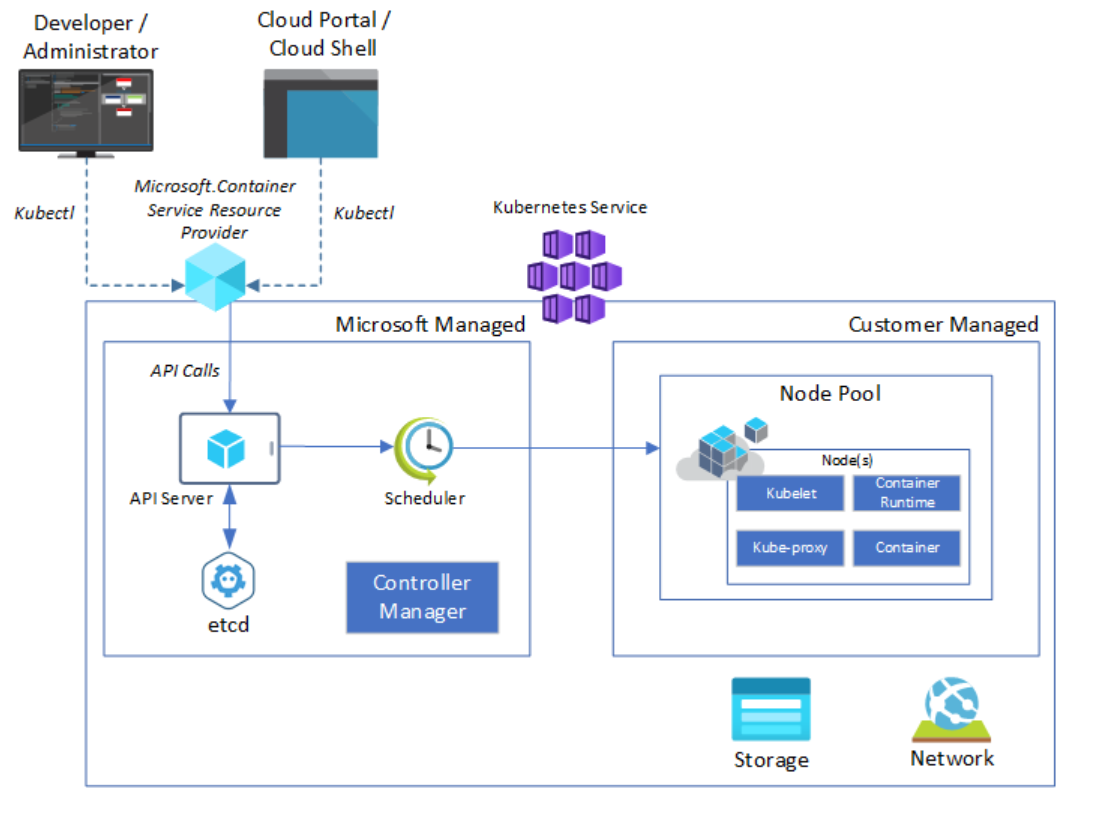 Developer /
Administrator
Cloud Portal /
Cloud Shell
Kubectl
Microsoft.Container
Service Resource
Provider
Kubectl
Kubernetes Service
Microsoft Managed
Customer Managed
API Calls
Node Pool
API Server
Scheduler
Node(s)
Kubelet
Container
Runtime
Kube-proxy
Container
Controller
Manager
etcd
Storage
Network